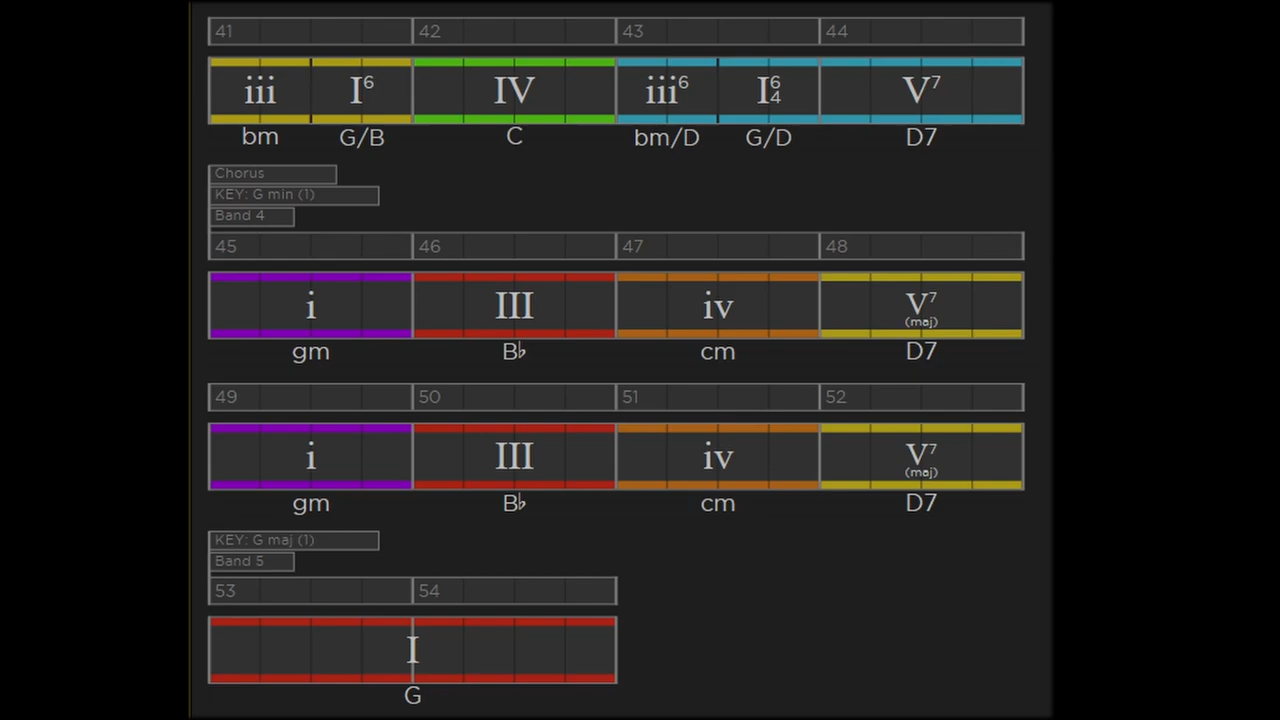 41 42 43 44
iii I⁶ IV iii⁶ I⁶₄ V⁷
bm G/B C bm/D G/D D7
Chorus
KEY: G min (1)
Band 4
45 46 47 48
i III iv V⁷
(maj)
gm B♭ cm D7
49 50 51 52
i III iv V⁷
(maj)
gm B♭ cm D7
KEY: G maj (1)
Band 5
53 54
I
G